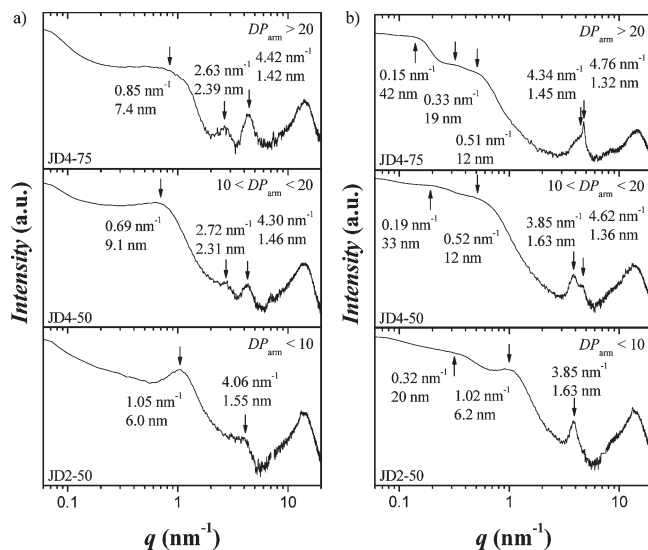 a)
DParm > 20
0.85 nm-1
7.4 nm
2.63 nm-1
2.39 nm
4.42 nm-1
1.42 nm
JD4-75
10 < DParm < 20
0.69 nm-1
9.1 nm
2.72 nm-1
2.31 nm
4.30 nm-1
1.46 nm
JD4-50
DParm < 10
1.05 nm-1
6.0 nm
4.06 nm-1
1.55 nm
JD2-50
Intensity (a.u.)
0.1
1
10
q (nm-1)
b)
DParm > 20
0.15 nm-1
42 nm
0.33 nm-1
19 nm
0.51 nm-1
12 nm
4.34 nm-1
1.45 nm
4.76 nm-1
1.32 nm
JD4-75
10 < DParm < 20
0.19 nm-1
33 nm
0.52 nm-1
12 nm
3.85 nm-1
1.63 nm
4.62 nm-1
1.36 nm
JD4-50
DParm < 10
0.32 nm-1
20 nm
1.02 nm-1
6.2 nm
3.85 nm-1
1.63 nm
JD2-50
Intensity (a.u.)
0.1
1
10
q (nm-1)